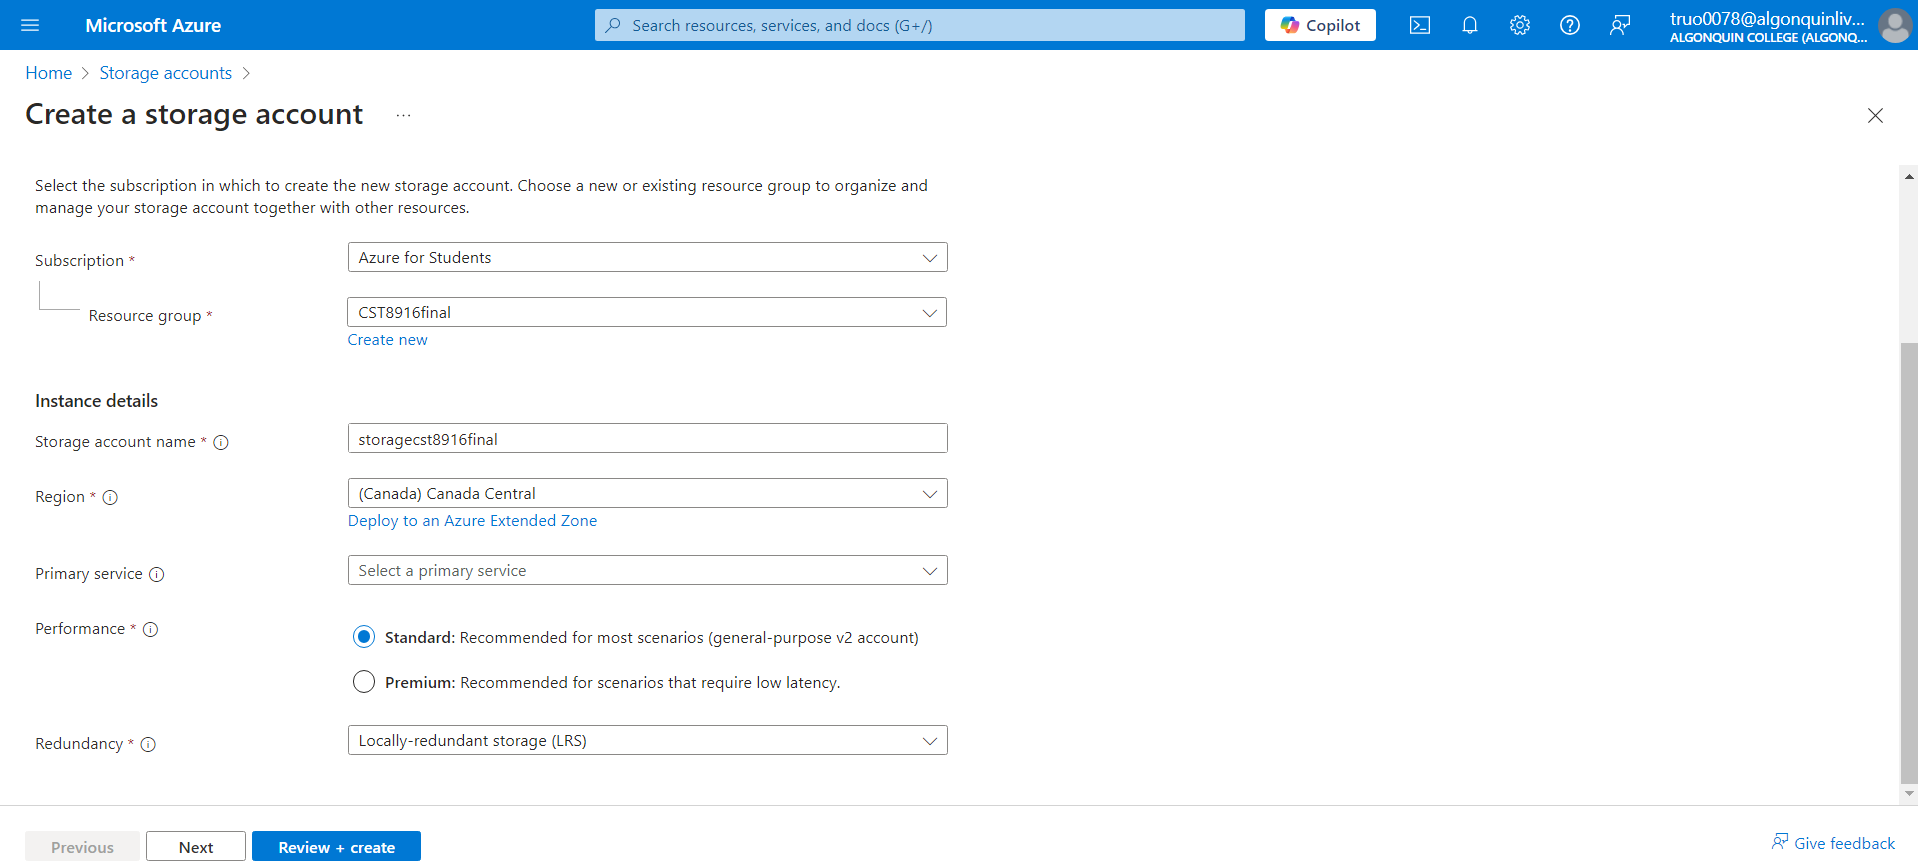 Microsoft Azure
Search resources, services, and docs (G+/)
Copilot
truo0078@algonquinliv...
ALGONQUIN COLLEGE (ALGONQ...
Home > Storage accounts >
Create a storage account ...
Select the subscription in which to create the new storage account. Choose a new or existing resource group to organize and
manage your storage account together with other resources.
Subscription *
Azure for Students
Resource group *
CST8916final
Create new
Instance details
Storage account name *
storagecst8916final
Region *
(Canada) Canada Central
Deploy to an Azure Extended Zone
Primary service
Select a primary service
Performance *
Standard: Recommended for most scenarios (general-purpose v2 account)
Premium: Recommended for scenarios that require low latency.
Redundancy *
Locally-redundant storage (LRS)
Previous
Next
Review + create
Give feedback